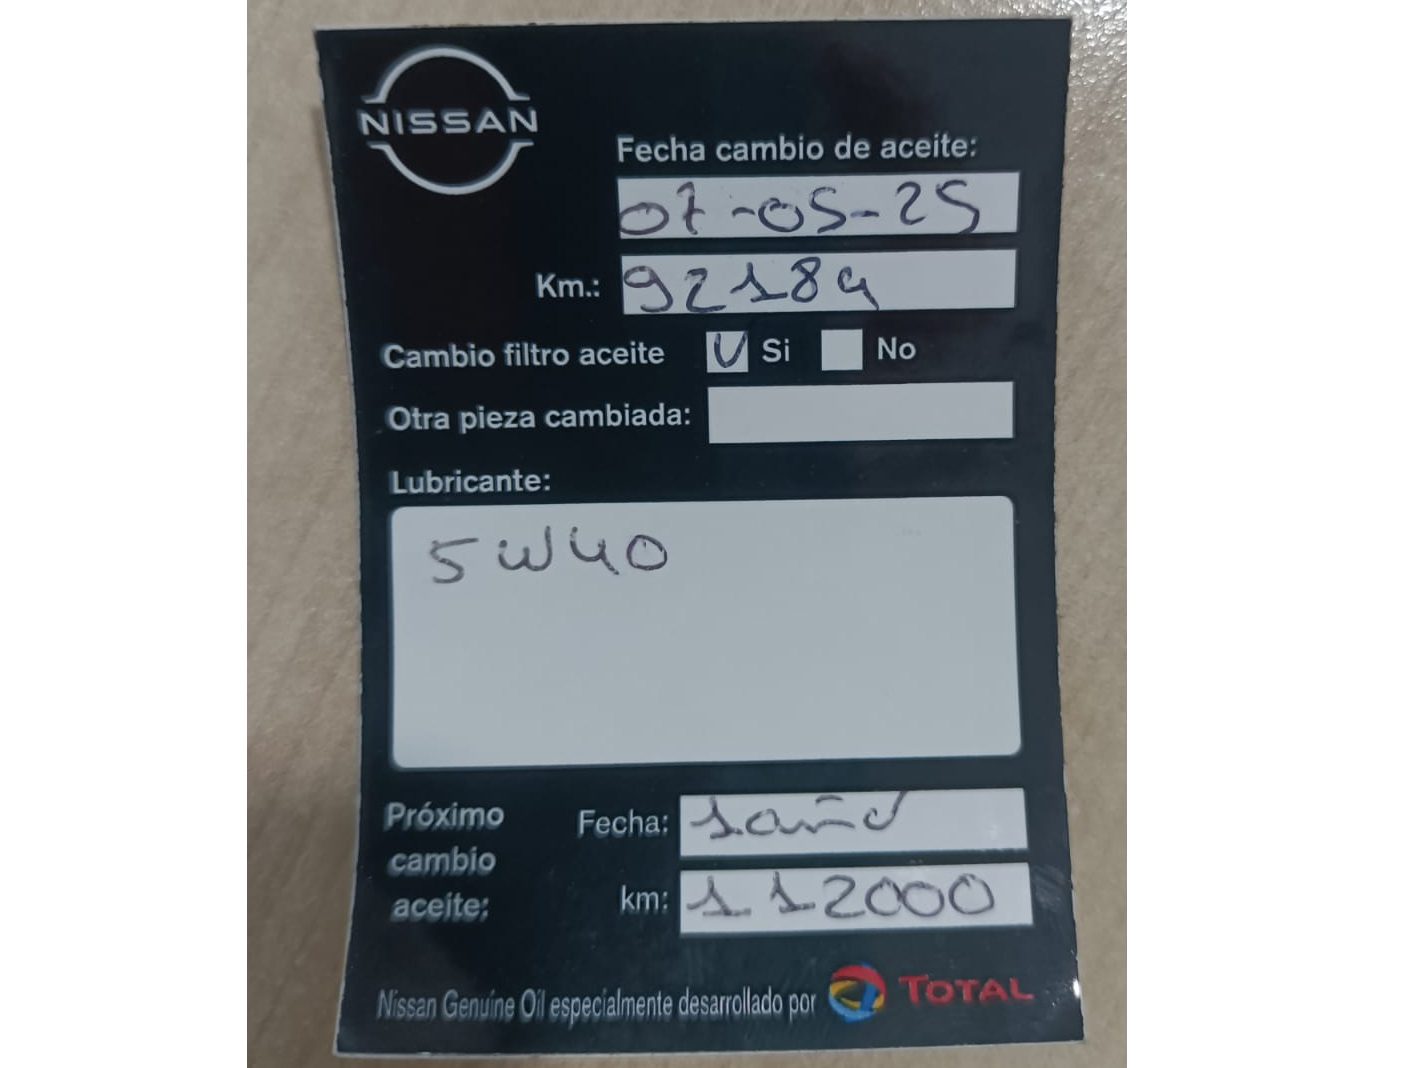 NISSAN
Fecha cambio de aceite:
07-05-25
Km.: 92184
Cambio filtro aceite Si No
Otra pieza cambiada:
Lubricante:
5W40
Próximo cambio aceite:
Fecha: 1 año
km: 112000
Nissan Genuine Oil especialmente desarrollado por TOTAL